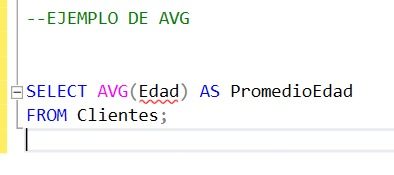 --EJEMPLO DE AVG
SELECT AVG(Edad) AS PromedioEdad
FROM Clientes;